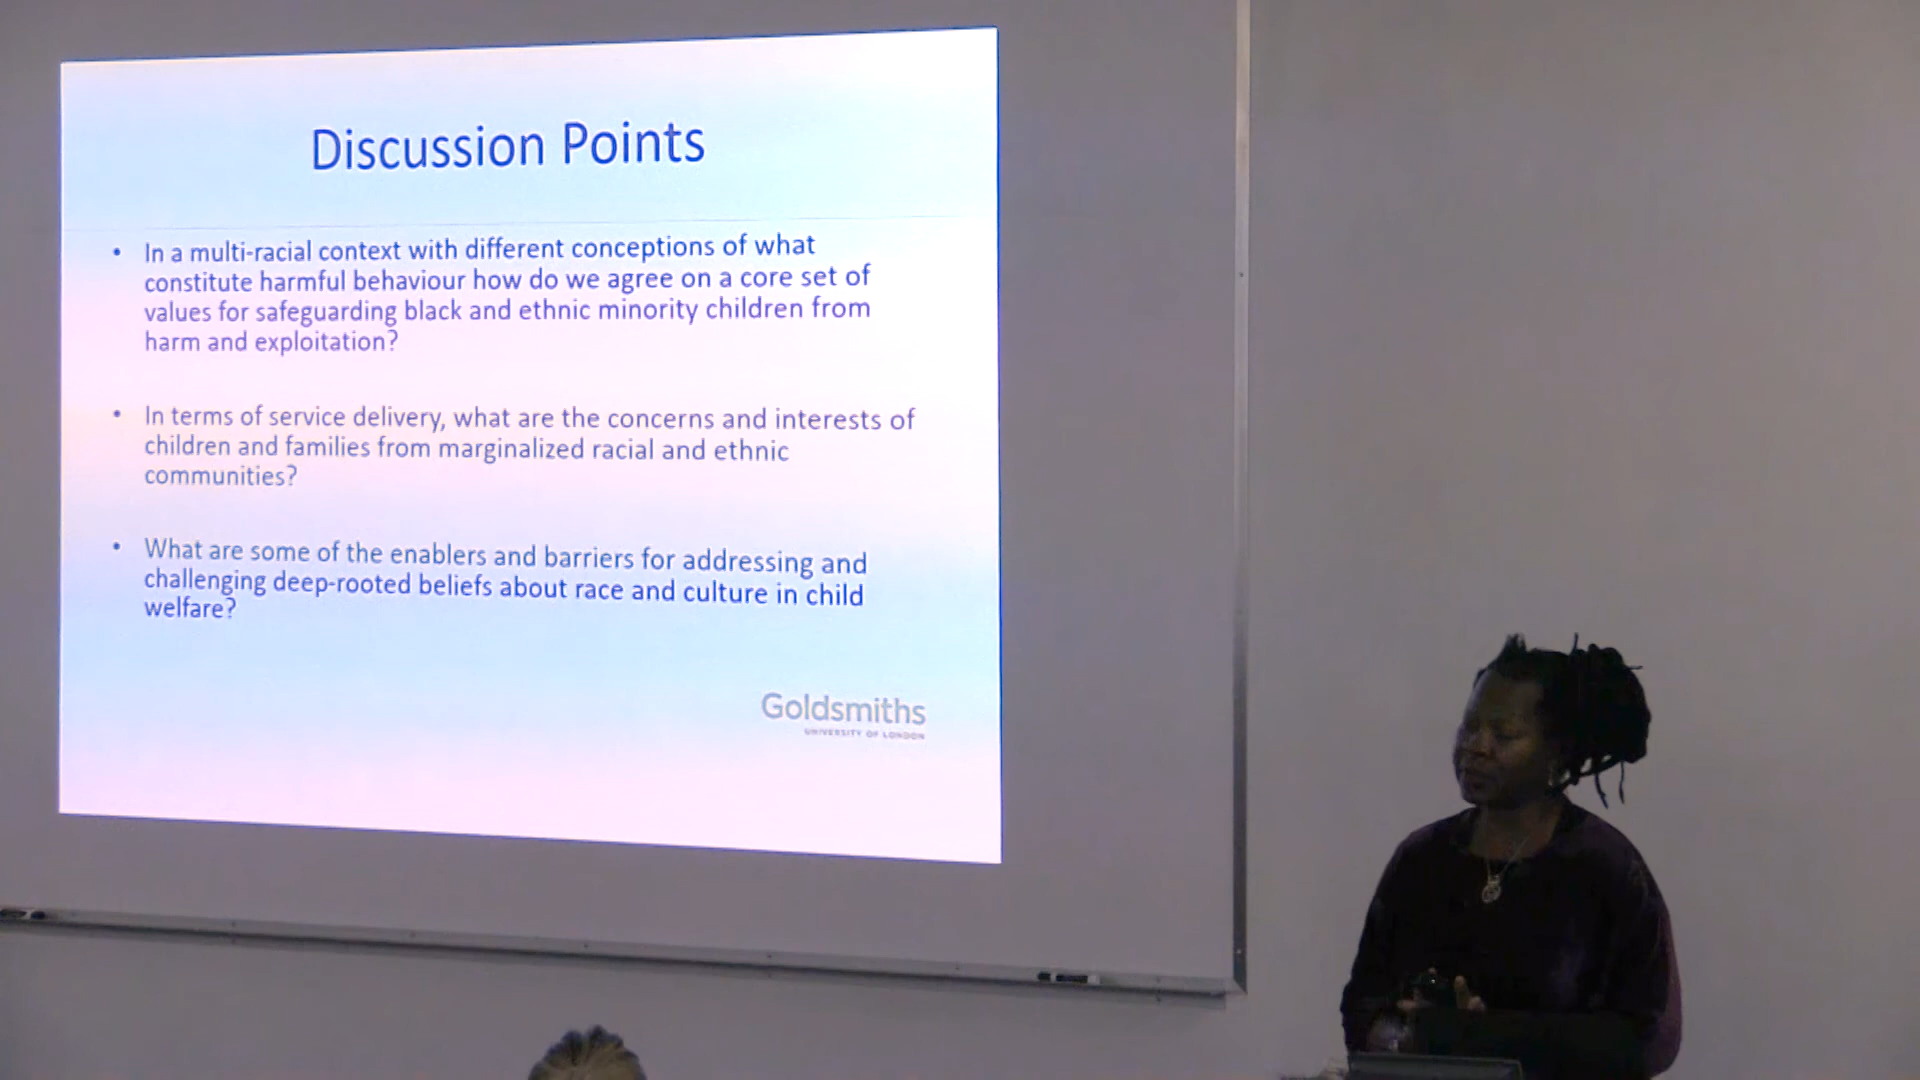 Discussion Points
• In a multi-racial context with different conceptions of what
constitute harmful behaviour how do we agree on a core set of
values for safeguarding black and ethnic minority children from
harm and exploitation?
• In terms of service delivery, what are the concerns and interests of
children and families from marginalized racial and ethnic
communities?
• What are some of the enablers and barriers for addressing and
challenging deep-rooted beliefs about race and culture in child
welfare?
Goldsmiths
UNIVERSITY OF LONDON